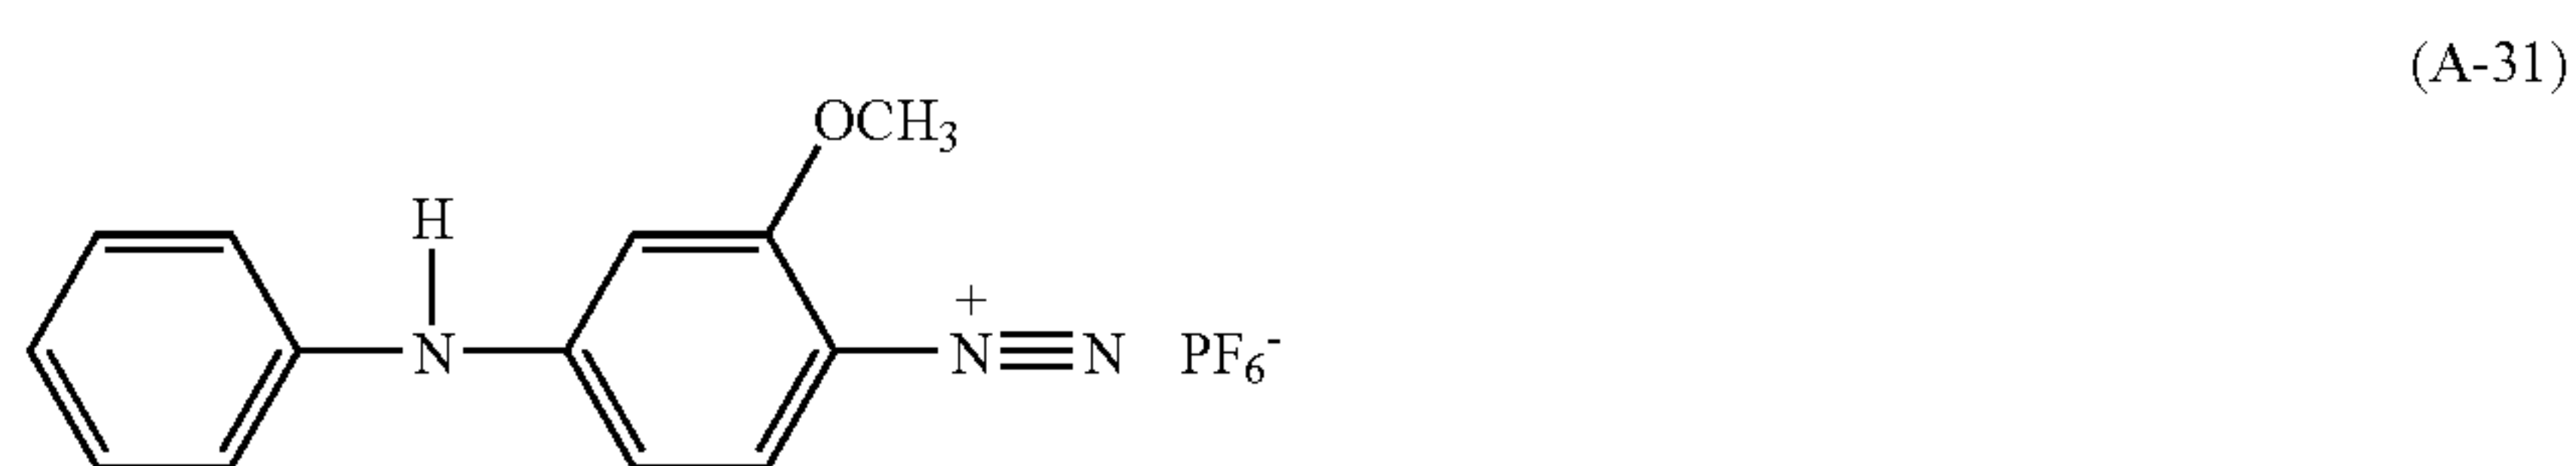 (A-31)
OCH₃
H
N
N⁺≡N PF₆⁻